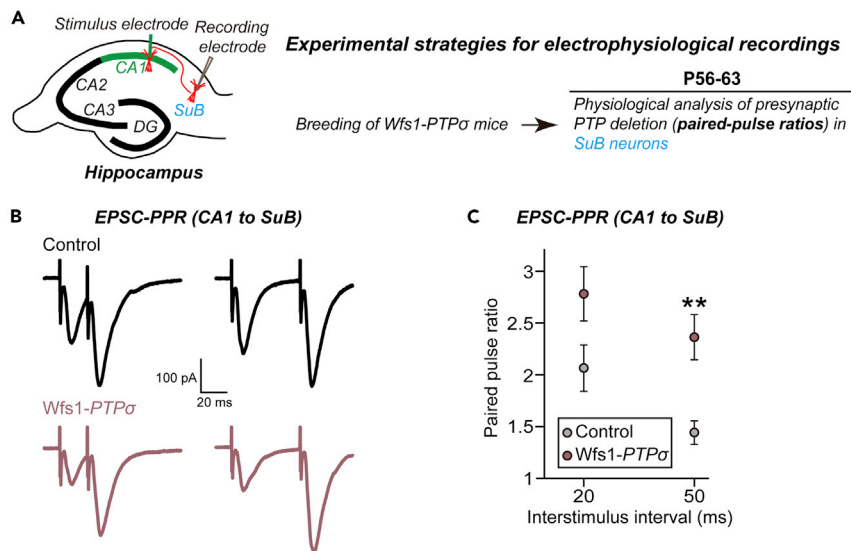 A
Stimulus electrode
Recording
electrode
CA1
CA2
CA3
SuB
DG
Hippocampus
Experimental strategies for electrophysiological recordings
P56-63
Breeding of Wfs1-PTPσ mice
Physiological analysis of presynaptic
PTP deletion (paired-pulse ratios) in
SuB neurons
B
EPSC-PPR (CA1 to SuB)
Control
100 pA
20 ms
Wfs1-PTPσ
C
EPSC-PPR (CA1 to SuB)
Paired pulse ratio
3
2.5
2
1.5
1
**
Control
Wfs1-PTPσ
20
50
Interstimulus interval (ms)